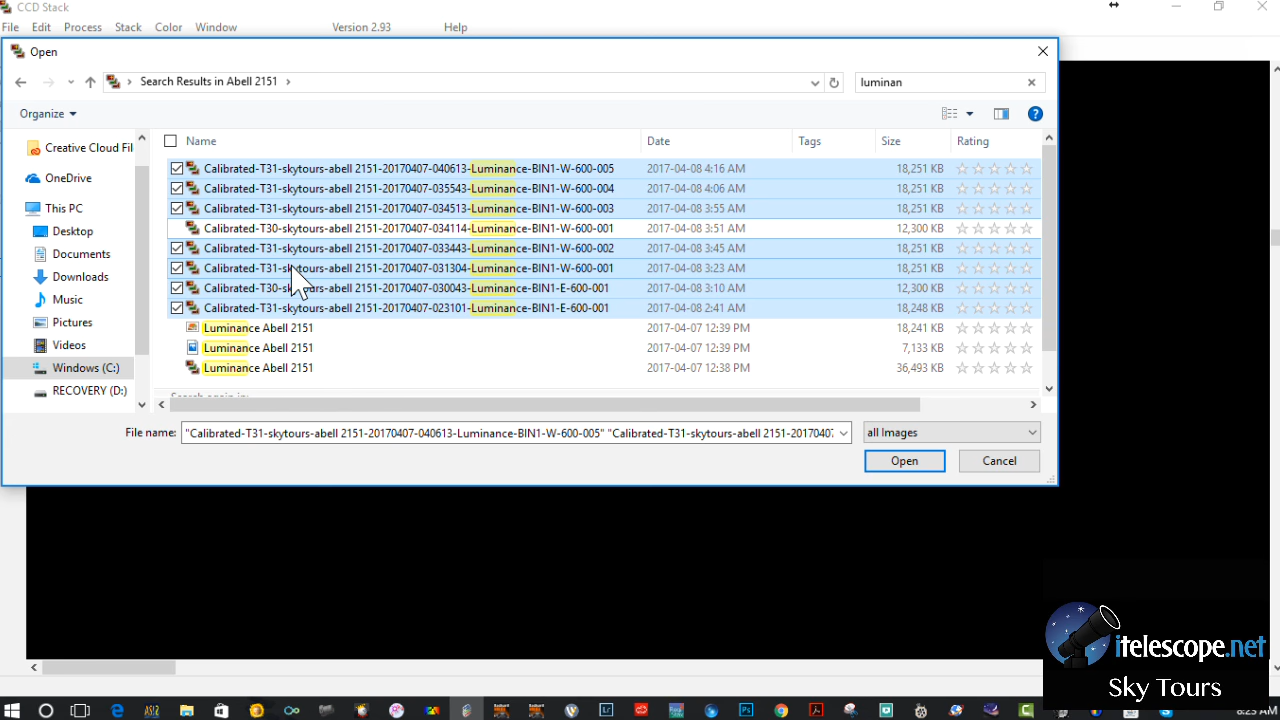 CCD Stack
File Edit Process Stack Color Window Version 2.93 Help
Open
Search Results in Abell 2151
luminan
Organize
Name Date Tags Size Rating
Creative Cloud Fil
OneDrive
This PC
Desktop
Documents
Downloads
Music
Pictures
Videos
Windows (C:)
RECOVERY (D:)
Calibrated-T31-skytours-abell 2151-20170407-040613-Luminance-BIN1-W-600-005 2017-04-08 4:16 AM 18,251 KB
Calibrated-T31-skytours-abell 2151-20170407-035543-Luminance-BIN1-W-600-004 2017-04-08 4:06 AM 18,251 KB
Calibrated-T31-skytours-abell 2151-20170407-034513-Luminance-BIN1-W-600-003 2017-04-08 3:55 AM 18,251 KB
Calibrated-T30-skytours-abell 2151-20170407-034114-Luminance-BIN1-W-600-001 2017-04-08 3:51 AM 12,300 KB
Calibrated-T31-skytours-abell 2151-20170407-033443-Luminance-BIN1-W-600-002 2017-04-08 3:45 AM 18,251 KB
Calibrated-T31-skytours-abell 2151-20170407-031304-Luminance-BIN1-W-600-001 2017-04-08 3:23 AM 18,251 KB
Calibrated-T30-skytours-abell 2151-20170407-030043-Luminance-BIN1-E-600-001 2017-04-08 3:10 AM 12,300 KB
Calibrated-T31-skytours-abell 2151-20170407-023101-Luminance-BIN1-E-600-001 2017-04-08 2:41 AM 18,248 KB
Luminance Abell 2151 2017-04-07 12:39 PM 18,241 KB
Luminance Abell 2151 2017-04-07 12:39 PM 7,133 KB
Luminance Abell 2151 2017-04-07 12:38 PM 36,493 KB
File name: "Calibrated-T31-skytours-abell 2151-20170407-040613-Luminance-BIN1-W-600-005" "Calibrated-T31-skytours-abell 2151-20170407 all Images
Open Cancel
itelescope.net
Sky Tours
8:23 AM